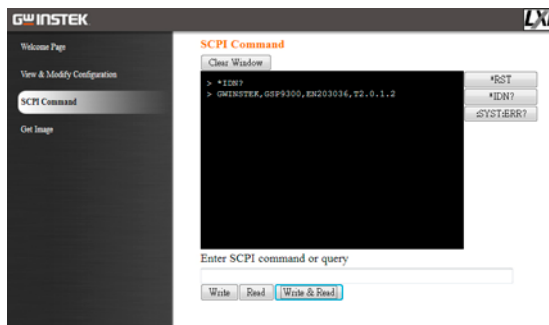 GWINSTEK
LXI
Welcome Page
View & Modify Configuration
SCPI Command
Get Image
SCPI Command
Clear Window
> *IDN?
> GWINSTEK,GSP9300,EN203036,T2.0.1.2
*RST
*IDN?
:SYST:ERR?
Enter SCPI command or query
Write
Read
Write & Read